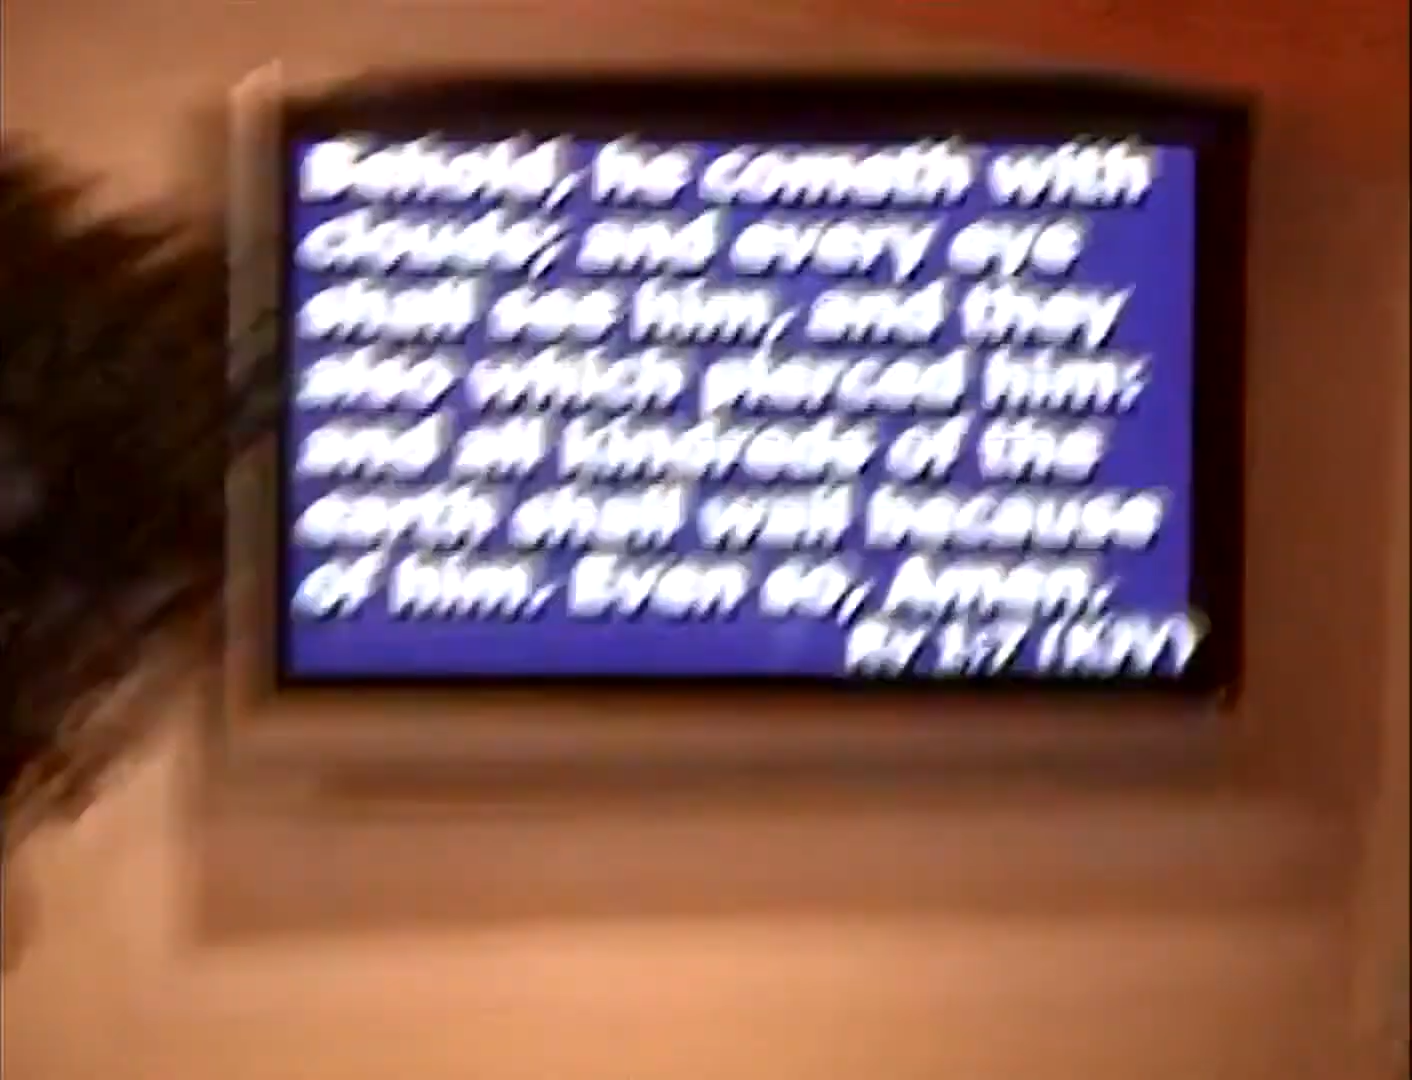 Behold, he cometh with
clouds; and every eye
shall see him, and they
also which pierced him:
and all kindreds of the
earth shall wail because
of him. Even so, Amen.
Rv 1:7 (KJV)